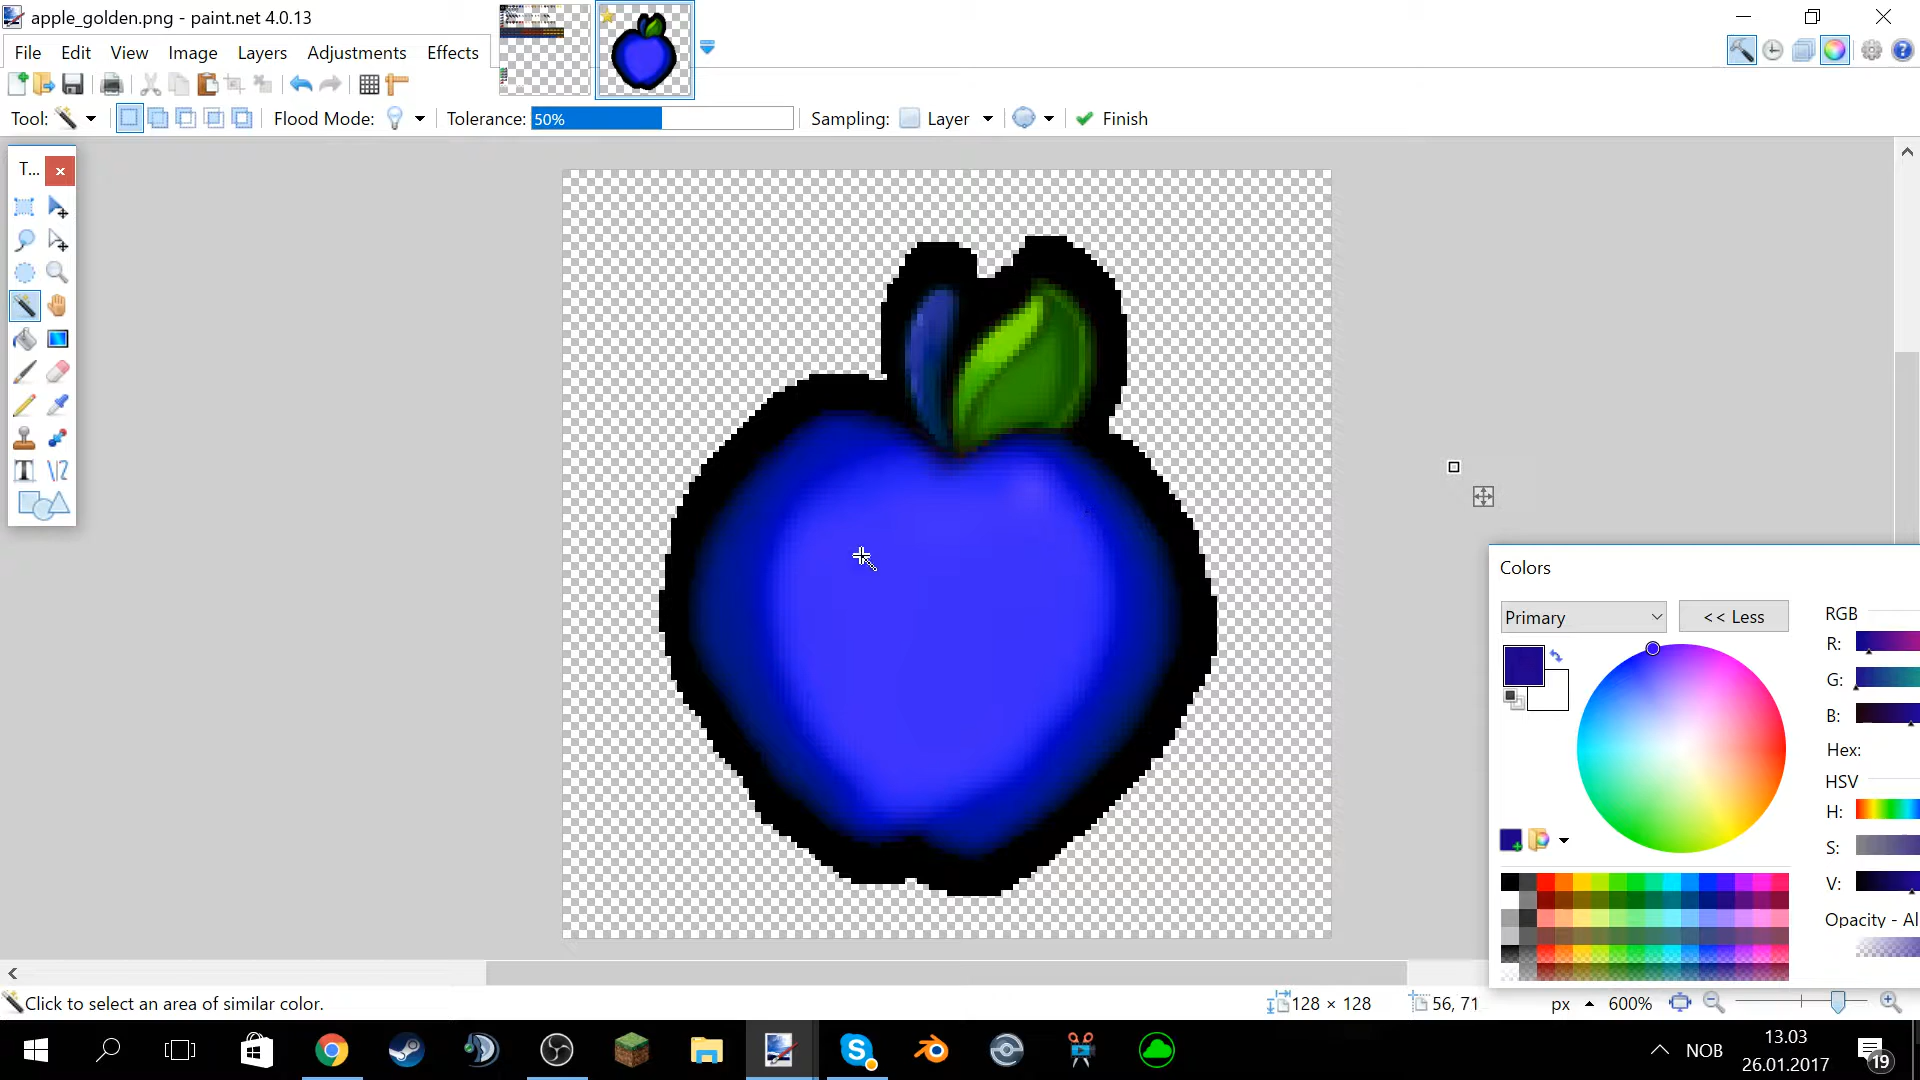 apple_golden.png - paint.net 4.0.13
File Edit View Image Layers Adjustments Effects
Tool: Flood Mode: Tolerance: 50% Sampling: Layer Finish
T...
Colors
Primary << Less
RGB
R:
G:
B:
Hex:
HSV
H:
S:
V:
Opacity - Al
Click to select an area of similar color. 128 × 128 56, 71 px 600%
NOB
13.03
26.01.2017
19